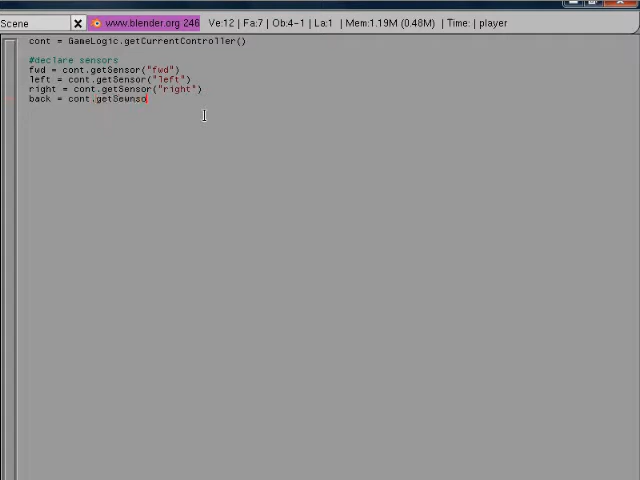 Scene www.blender.org 246 Ve:12 | Fa:7 | Ob:4-1 | La:1 | Mem:1.19M (0.48M) | Time: | player
cont = GameLogic.getCurrentController()
#declare sensors
fwd = cont.getSensor("fwd")
left = cont.getSensor("left")
right = cont.getSensor("right")
back = cont.getSewnso